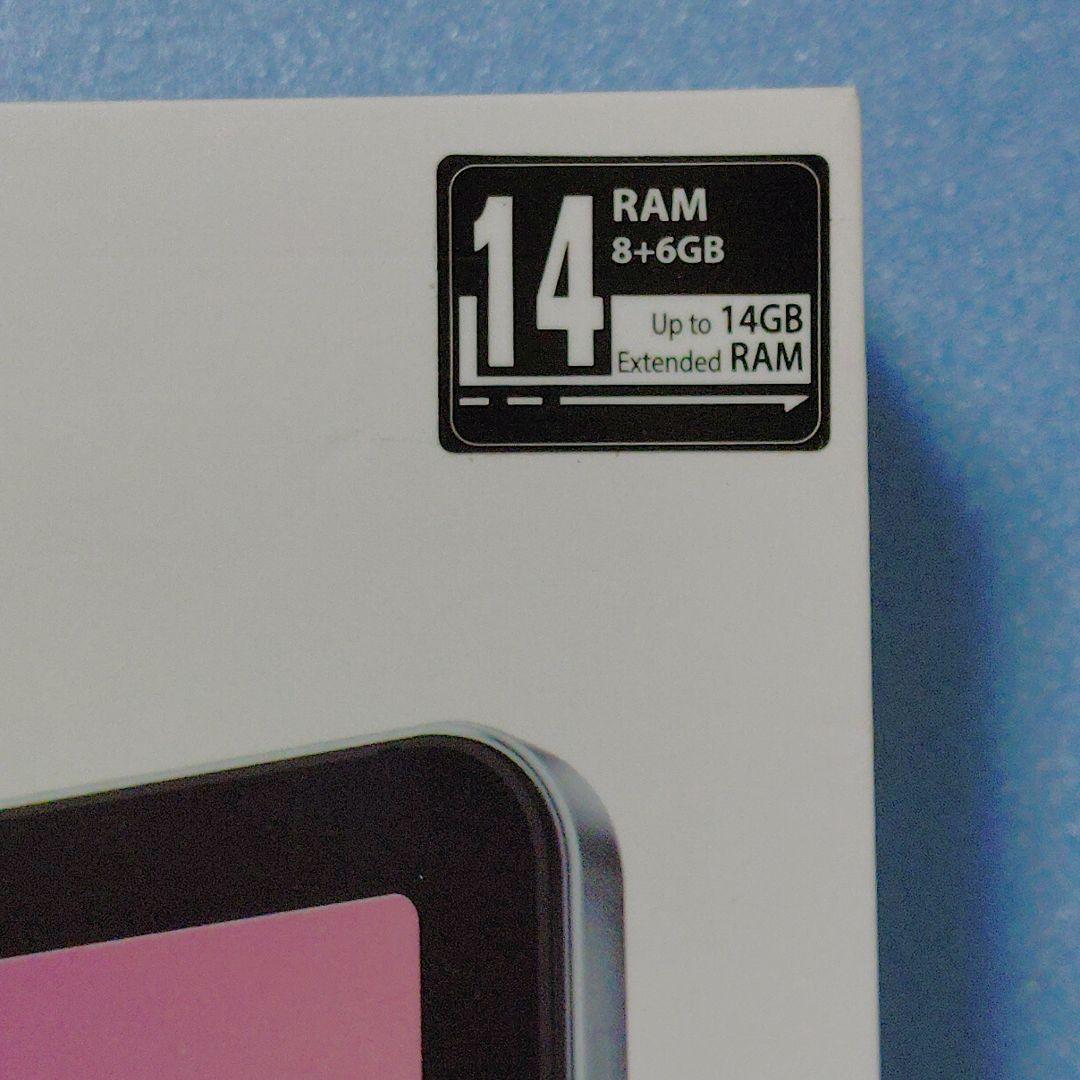 14
RAM
8+6GB
Up to 14GB
Extended RAM